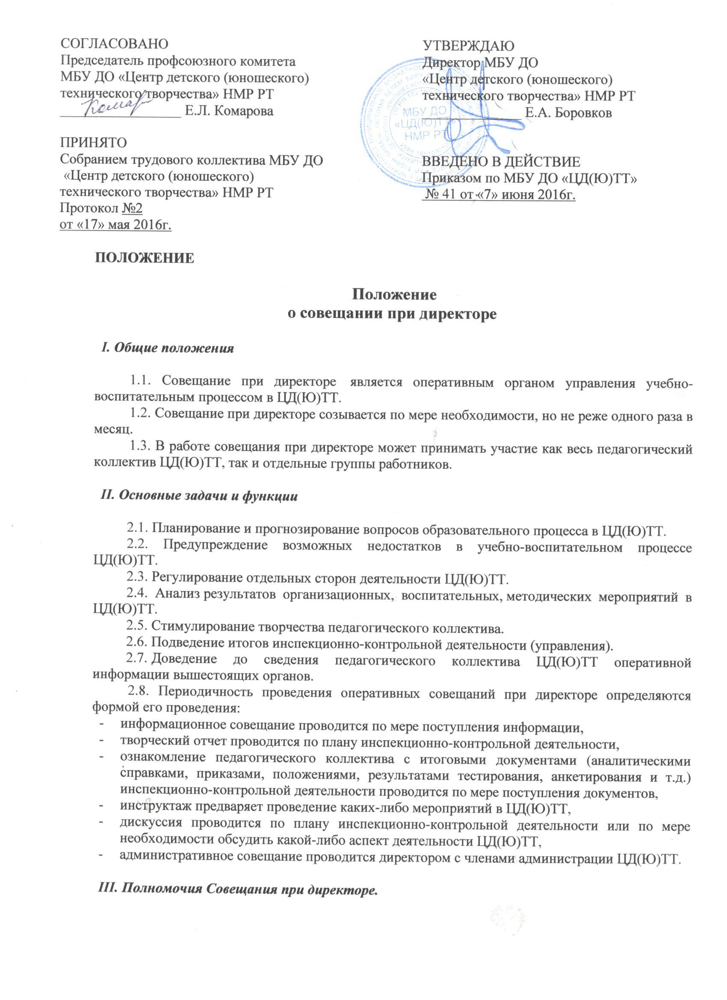 СОГЛАСОВАНО
Председатель профсоюзного комитета
МБУ ДО «Центр детского (юношеского)
технического творчества» НМР РТ
Комар
Е.Л. Комарова
ПРИНЯТО
Собранием трудового коллектива МБУ ДО
«Центр детского (юношеского)
технического творчества» НМР РТ
Протокол №2
от «17» мая 2016г.
УТВЕРЖДАЮ
Директор МБУ ДО
«Центр детского (юношеского)
технического творчества» НМР РТ
Е.А. Боровков
МБУ ДО
«ЦД(Ю)ТТ»
НМР РТ
ВВЕДЕНО В ДЕЙСТВИЕ
Приказом по МБУ ДО «ЦД(Ю)ТТ»
№ 41 от «7» июня 2016г.
ПОЛОЖЕНИЕ
Положение
о совещании при директоре
I. Общие положения
1.1. Совещание при директоре является оперативным органом управления учебно-
воспитательным процессом в ЦД(Ю)ТТ.
1.2. Совещание при директоре созывается по мере необходимости, но не реже одного раза в
месяц.
1.3. В работе совещания при директоре может принимать участие как весь педагогический
коллектив ЦД(Ю)ТТ, так и отдельные группы работников.
II. Основные задачи и функции
2.1. Планирование и прогнозирование вопросов образовательного процесса в ЦД(Ю)ТТ.
2.2. Предупреждение возможных недостатков в учебно-воспитательном процессе
ЦД(Ю)ТТ.
2.3. Регулирование отдельных сторон деятельности ЦД(Ю)ТТ.
2.4. Анализ результатов организационных, воспитательных, методических мероприятий в
ЦД(Ю)ТТ.
2.5. Стимулирование творчества педагогического коллектива.
2.6. Подведение итогов инспекционно-контрольной деятельности (управления).
2.7. Доведение до сведения педагогического коллектива ЦД(Ю)ТТ оперативной
информации вышестоящих органов.
2.8. Периодичность проведения оперативных совещаний при директоре определяются
формой его проведения:
- информационное совещание проводится по мере поступления информации,
- творческий отчет проводится по плану инспекционно-контрольной деятельности,
- ознакомление педагогического коллектива с итоговыми документами (аналитическими
справками, приказами, положениями, результатами тестирования, анкетирования и т.д.)
инспекционно-контрольной деятельности проводится по мере поступления документов,
- инструктаж предваряет проведение каких-либо мероприятий в ЦД(Ю)ТТ,
- дискуссия проводится по плану инспекционно-контрольной деятельности или по мере
необходимости обсудить какой-либо аспект деятельности ЦД(Ю)ТТ,
- административное совещание проводится директором с членами администрации ЦД(Ю)ТТ.
III. Полномочия Совещания при директоре.